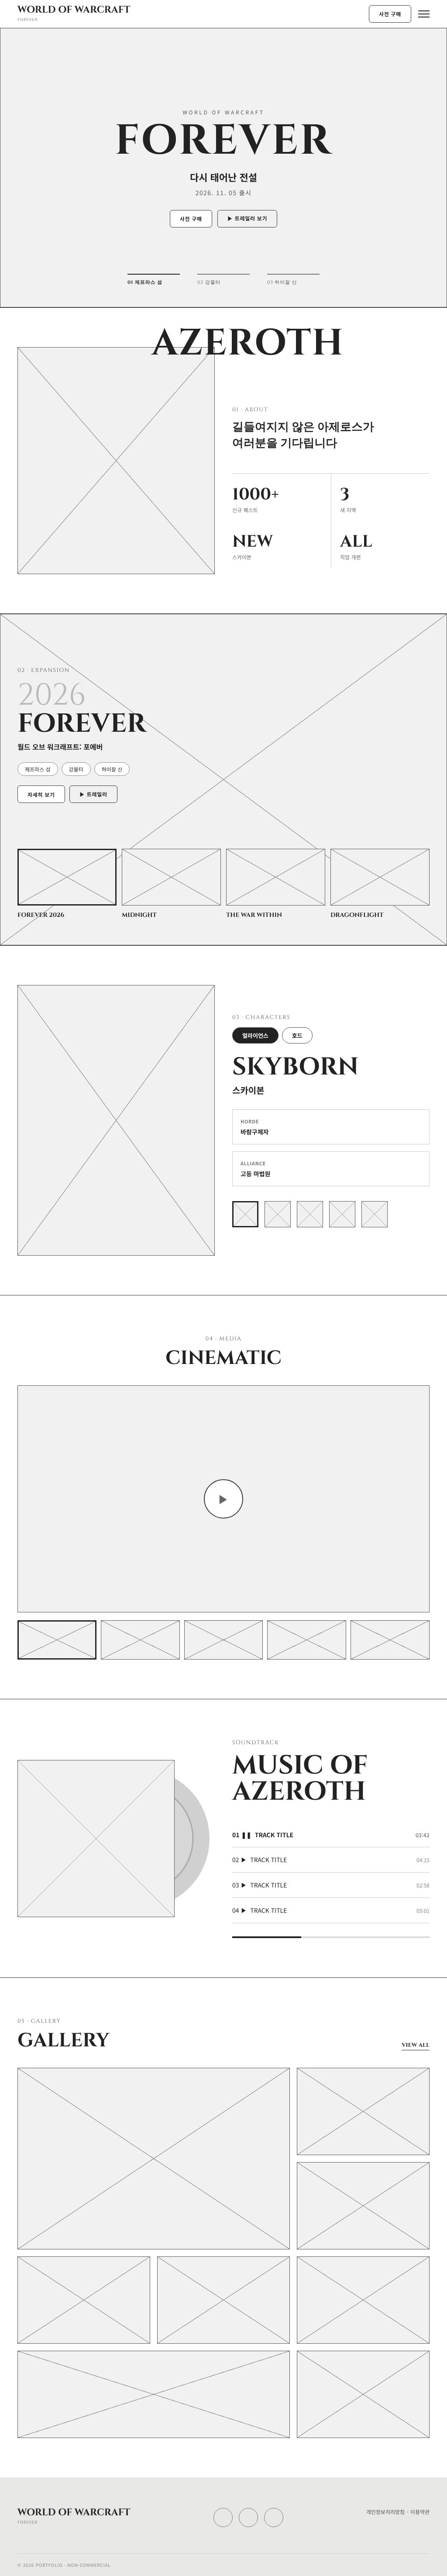 WORLD OF WARCRAFT
FOREVER
사전 구매
WORLD OF WARCRAFT
FOREVER
다시 태어난 전설
2026. 11. 05 출시
사전 구매
▶ 트레일러 보기
01 제프라스 섬
02 강물티
03 하이잘 산
AZEROTH
01 · ABOUT
길들여지지 않은 아제로스가
여러분을 기다립니다
1000+
신규 퀘스트
3
새 지역
NEW
스카이본
ALL
직업 개편
02 · EXPANSION
2026
FOREVER
월드 오브 워크래프트: 포에버
제프라스 섬
강물티
하이잘 산
자세히 보기
▶ 트레일러
FOREVER 2026
MIDNIGHT
THE WAR WITHIN
DRAGONFLIGHT
03 · CHARACTERS
얼라이언스
호드
SKYBORN
스카이본
HORDE
바람구체자
ALLIANCE
고등 마법원
04 · MEDIA
CINEMATIC
SOUNDTRACK
MUSIC OF
AZEROTH
01 ❚❚ TRACK TITLE 03:42
02 ▶ TRACK TITLE 04:15
03 ▶ TRACK TITLE 02:58
04 ▶ TRACK TITLE 05:01
05 · GALLERY
GALLERY
VIEW ALL
WORLD OF WARCRAFT
FOREVER
개인정보처리방침 · 이용약관
© 2026 PORTFOLIO · NON-COMMERCIAL